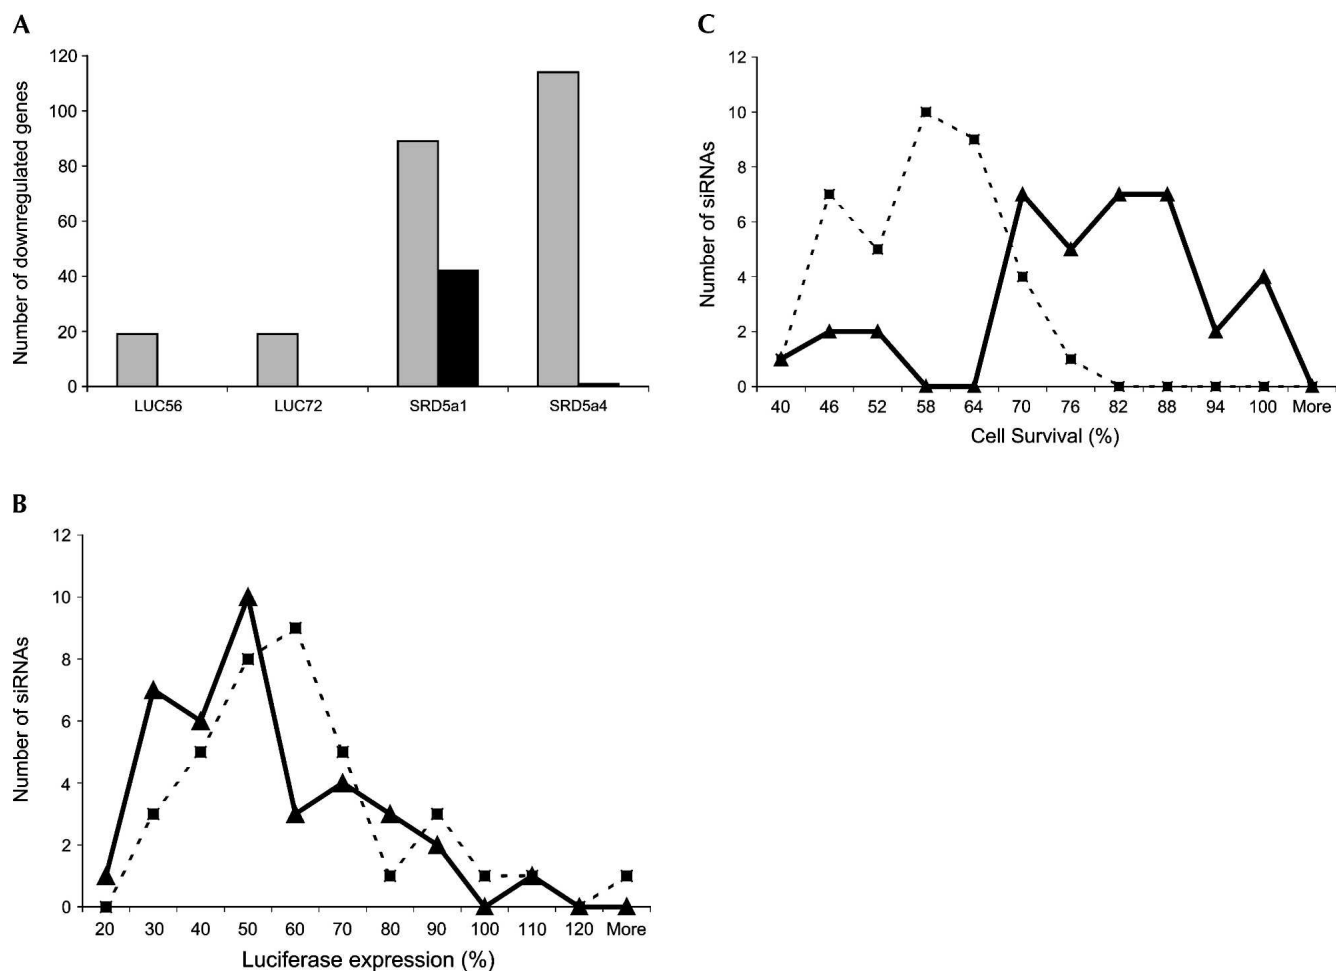 A
Number of downregulated genes
120
100
80
60
40
20
0
LUC56 LUC72 SRD5a1 SRD5a4
C
Number of siRNAs
12
10
8
6
4
2
0
40 46 52 58 64 70 76 82 88 94 100 More
Cell Survival (%)
B
Number of siRNAs
12
10
8
6
4
2
0
20 30 40 50 60 70 80 90 100 110 120 More
Luciferase expression (%)